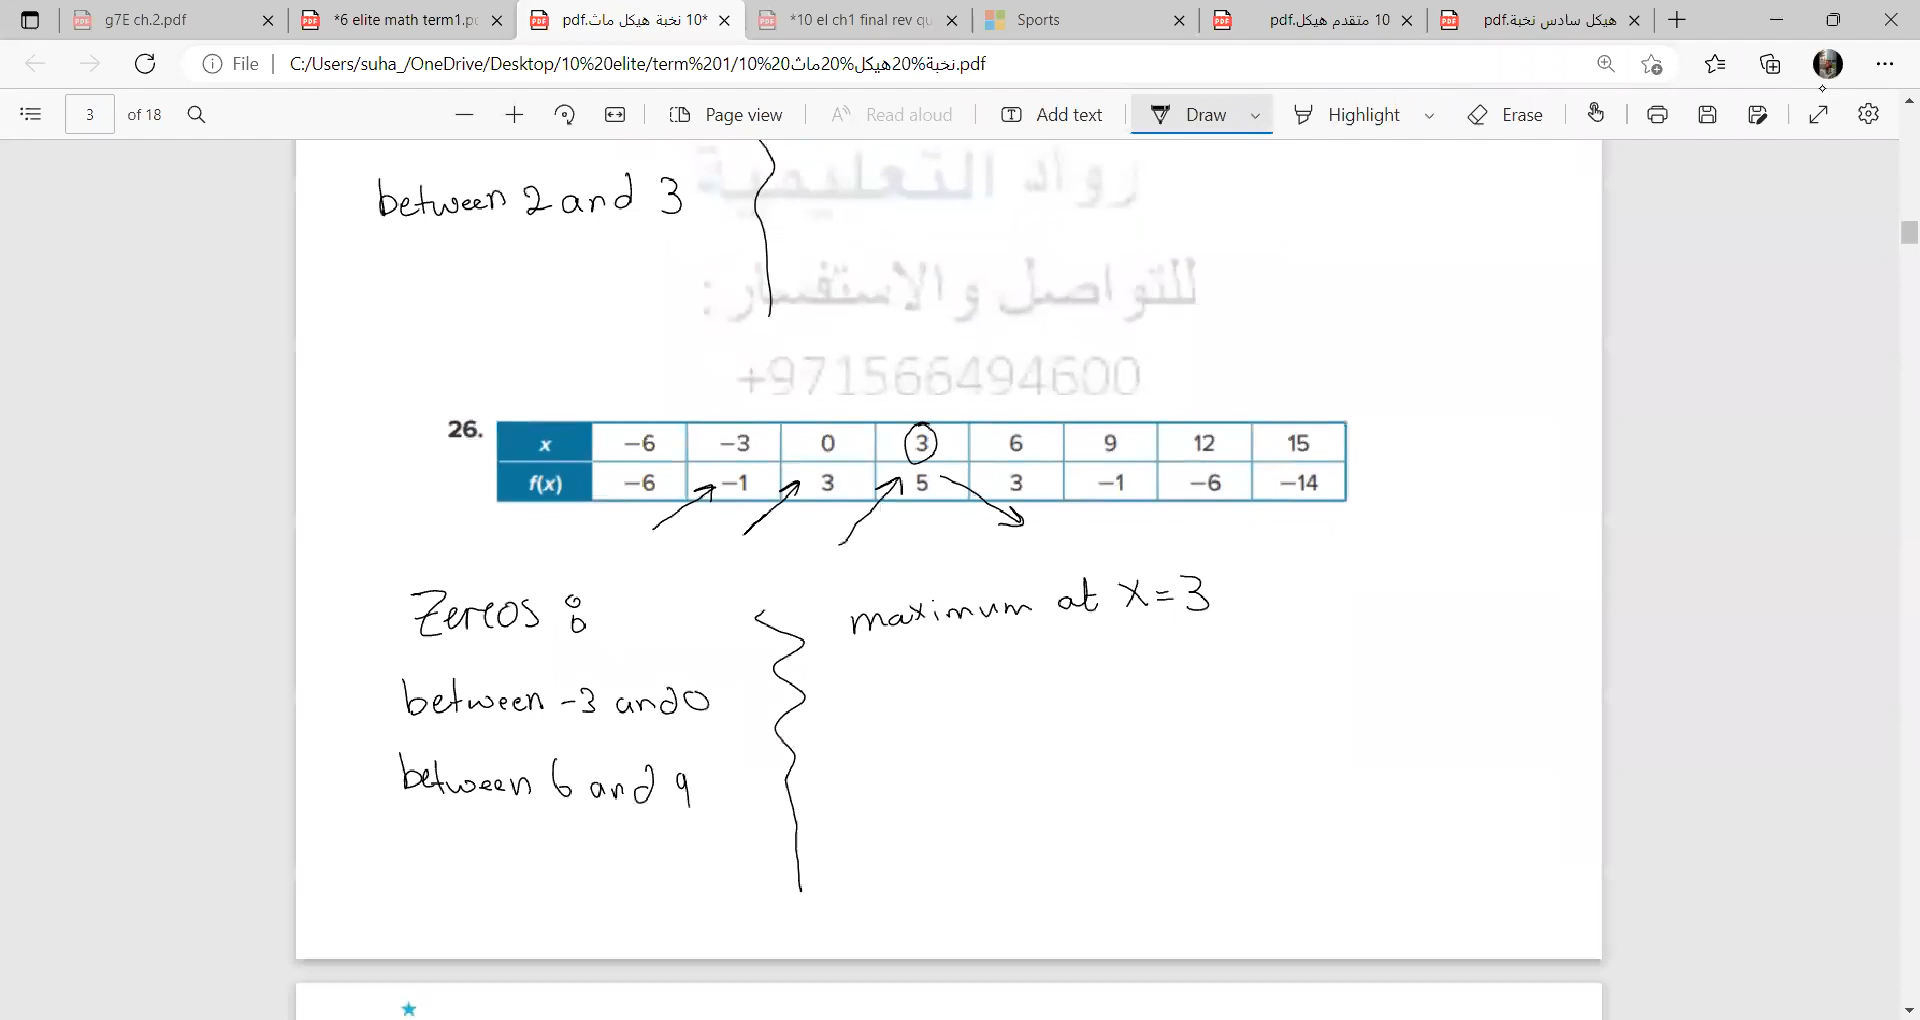 g7E ch.2.pdf
*6 elite math term1.pc
*10 نخبة هيكل ماث.pdf
*10 el ch1 final rev qu
Sports
10 متقدم هيكل.pdf
هيكل سادس نخبة.pdf
File
C:/Users/suha_/OneDrive/Desktop/10%20elite/term%201/10%20نخبة%20هيكل%20ماث.pdf
3 of 18
Page view
Read aloud
Add text
Draw
Highlight
Erase
رواد التعليمية
between 2 and 3
للتواصل والاستفسار:
+971566494600
26.
x −6 −3 0 3 6 9 12 15
f(x) −6 −1 3 5 3 −1 −6 −14
Zeros :
maximum at x = 3
between -3 and 0
between 6 and 9